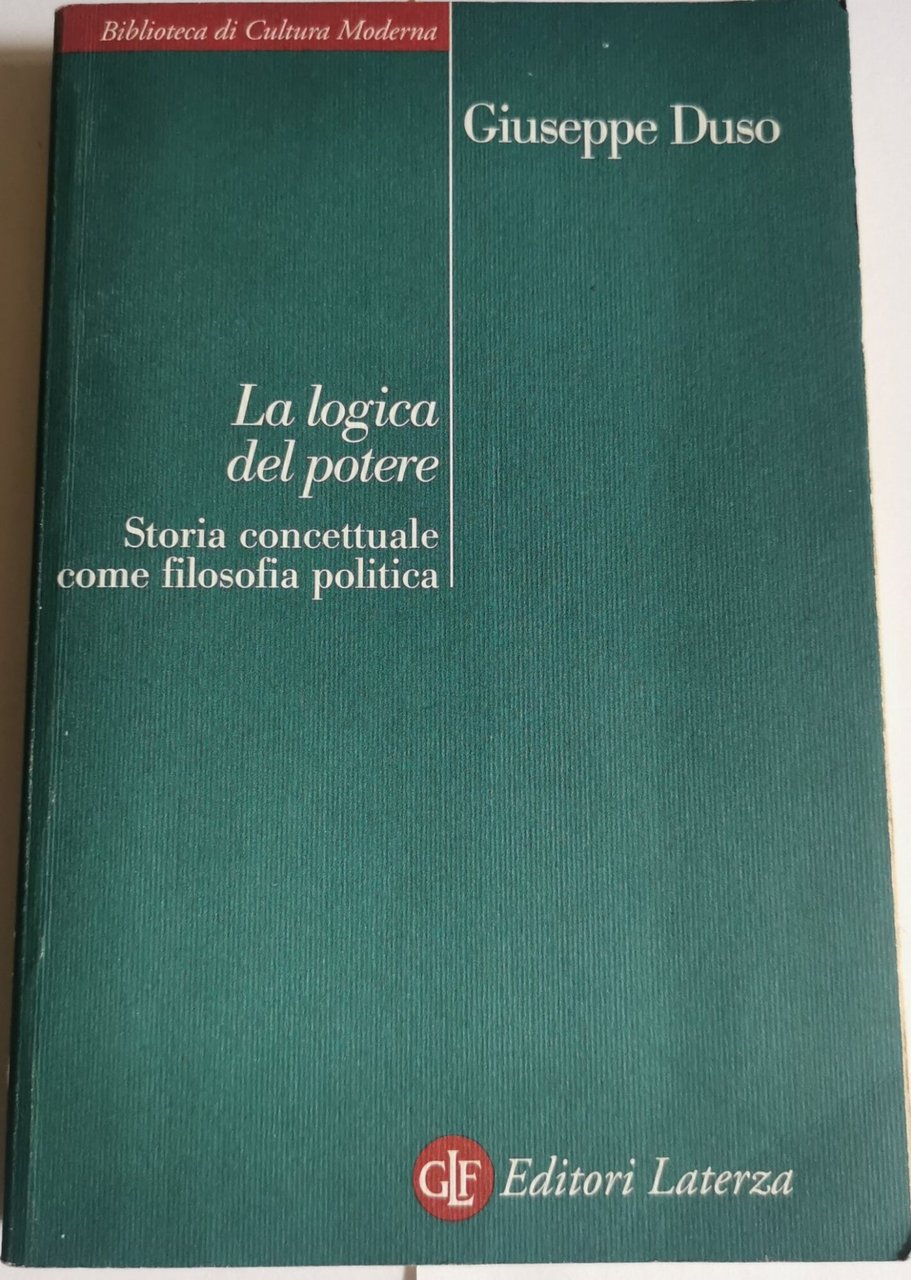 Biblioteca di Cultura Moderna
Giuseppe Duso
La logica
del potere
Storia concettuale
come filosofia politica
GLF Editori Laterza